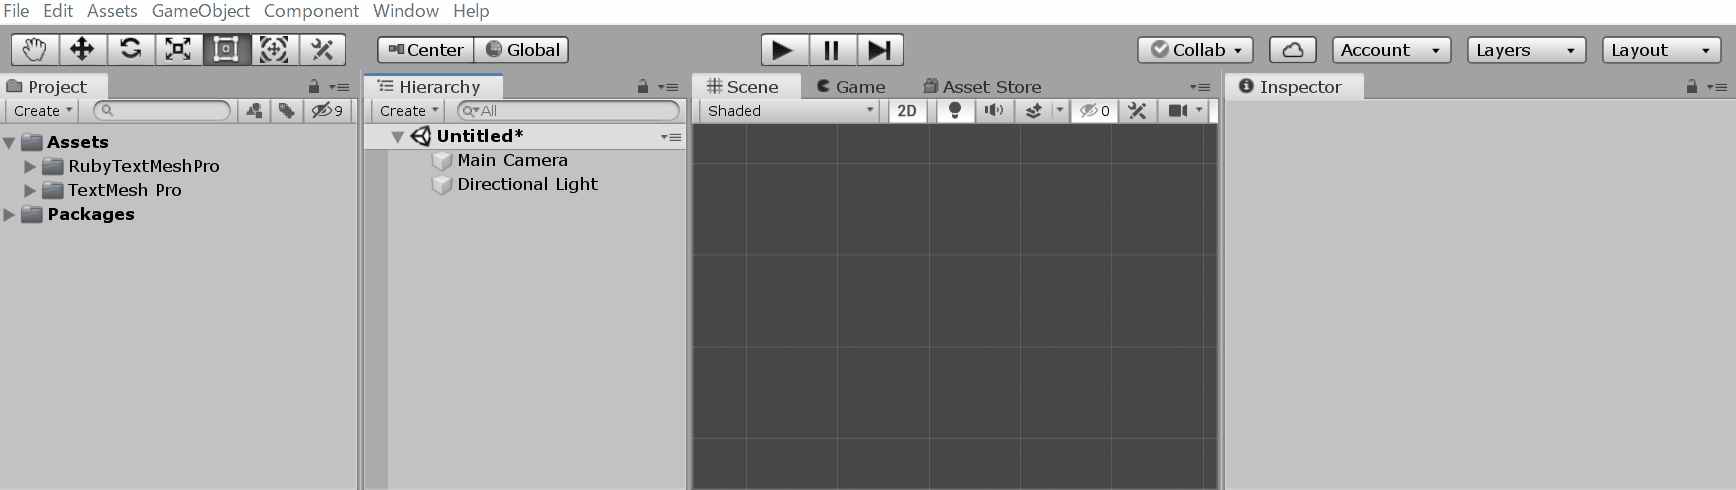 File Edit Assets GameObject Component Window Help
Center Global Collab Account Layers Layout
Project Hierarchy Scene Game Asset Store Inspector
Create 9 Create All Shaded 2D 0
Assets
RubyTextMeshPro
TextMesh Pro
Packages
Untitled*
Main Camera
Directional Light